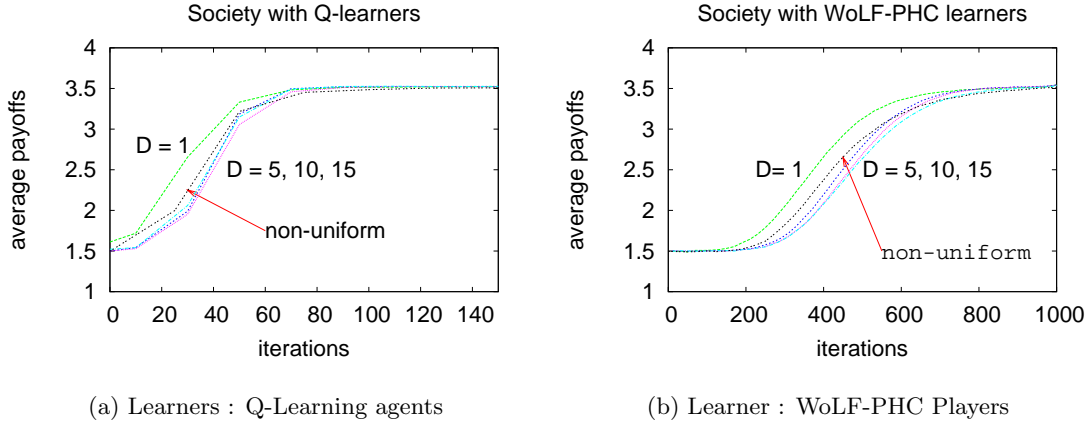 Society with Q-learners
4
3.5
3
2.5
2
1.5
1
average payoffs
D = 1
D = 5, 10, 15
non-uniform
0 20 40 60 80 100 120 140
iterations
(a) Learners : Q-Learning agents
Society with WoLF-PHC learners
4
3.5
3
2.5
2
1.5
1
average payoffs
D= 1
D = 5, 10, 15
non-uniform
0 200 400 600 800 1000
iterations
(b) Learner : WoLF-PHC Players